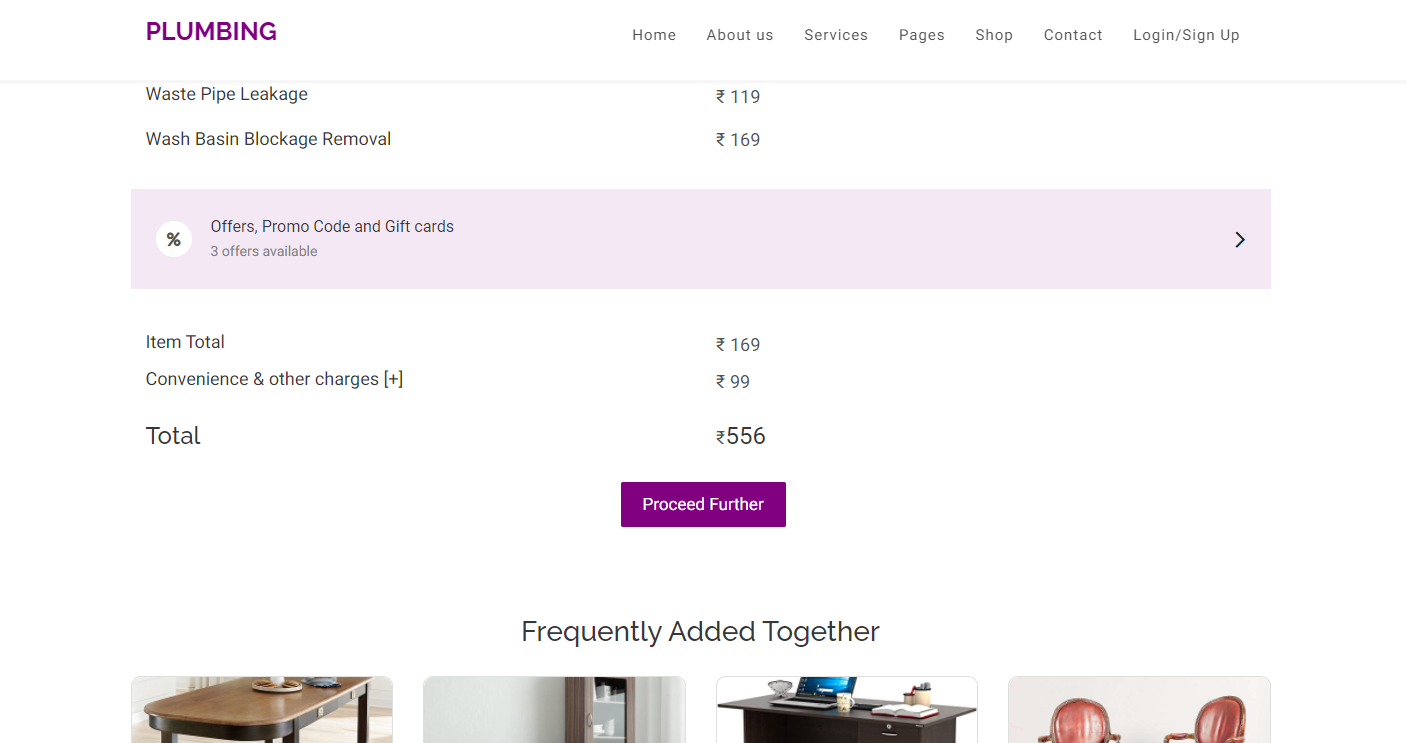 PLUMBING
Home About us Services Pages Shop Contact Login/Sign Up
Waste Pipe Leakage ₹ 119
Wash Basin Blockage Removal ₹ 169
% Offers, Promo Code and Gift cards
3 offers available
Item Total ₹ 169
Convenience & other charges [+] ₹ 99
Total ₹556
Proceed Further
Frequently Added Together